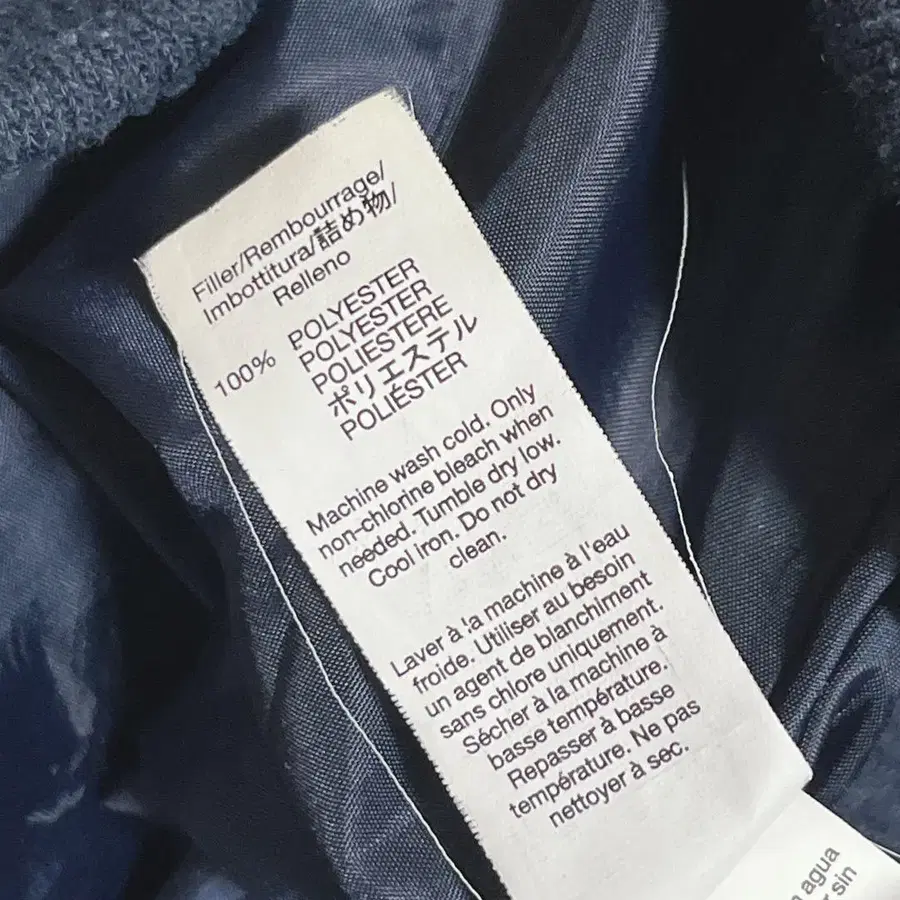 Filler/Rembourrage/
Imbottitura/詰め物/
Relleno
100% POLYESTER
POLYESTER
POLIESTERE
ポリエステル
POLIÉSTER
Machine wash cold. Only
non-chlorine bleach when
needed. Tumble dry low.
Cool iron. Do not dry
clean.
Laver à la machine à l'eau
froide. Utiliser au besoin
un agent de blanchiment
sans chlore uniquement.
Sécher à la machine à
basse température.
Repasser à basse
température. Ne pas
nettoyer à sec.
agua
sin